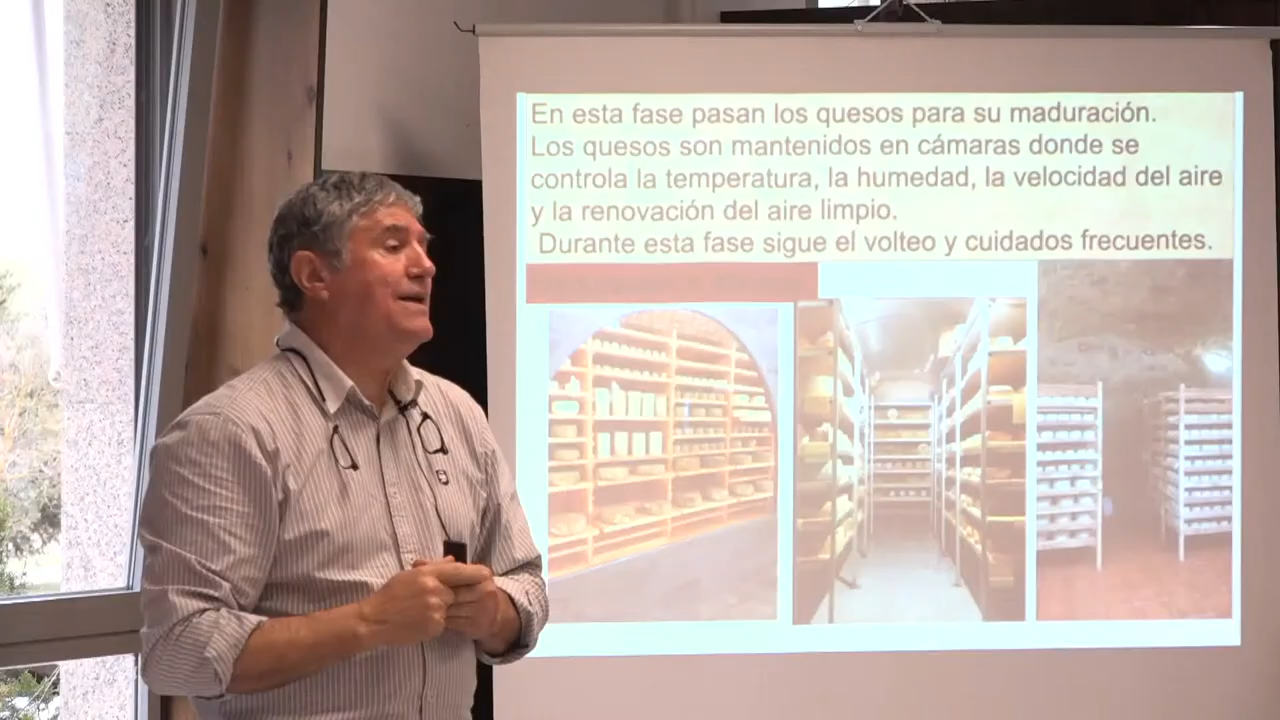 En esta fase pasan los quesos para su maduración.
Los quesos son mantenidos en cámaras donde se
controla la temperatura, la humedad, la velocidad del aire
y la renovación del aire limpio.
Durante esta fase sigue el volteo y cuidados frecuentes.